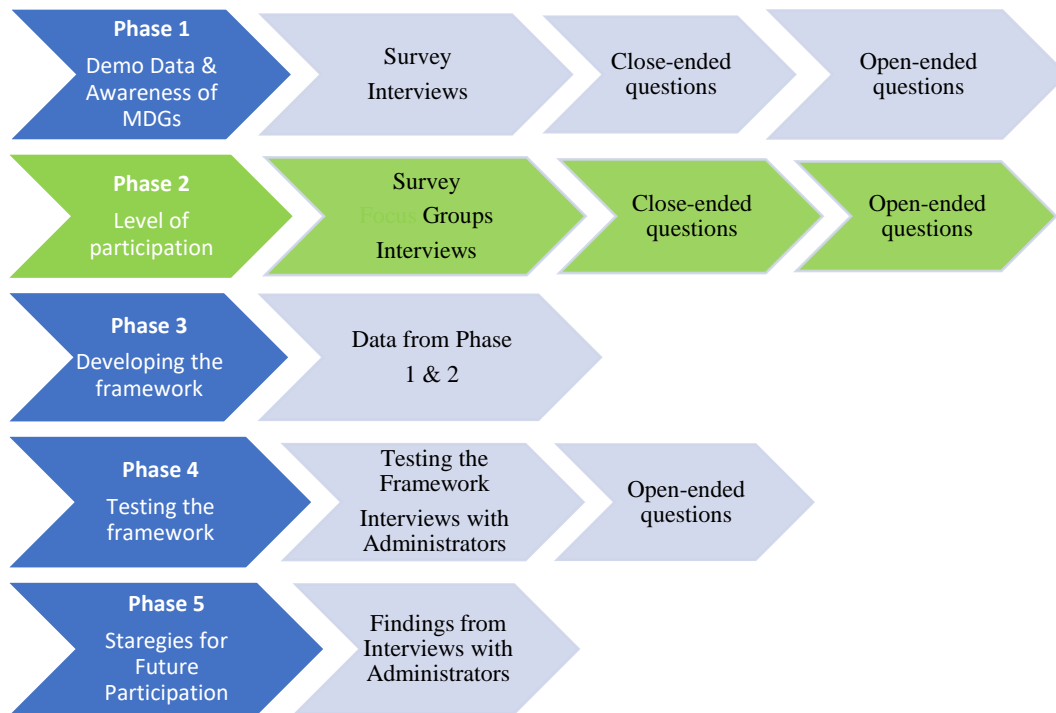 Phase 1
Demo Data &
Awareness of
MDGs
Survey
Interviews
Close-ended
questions
Open-ended
questions
Phase 2
Level of
participation
Survey
Focus Groups
Interviews
Close-ended
questions
Open-ended
questions
Phase 3
Developing the
framework
Data from Phase
1 & 2
Phase 4
Testing the
framework
Testing the
Framework
Interviews with
Administrators
Open-ended
questions
Phase 5
Staregies for
Future
Participation
Findings from
Interviews with
Administrators